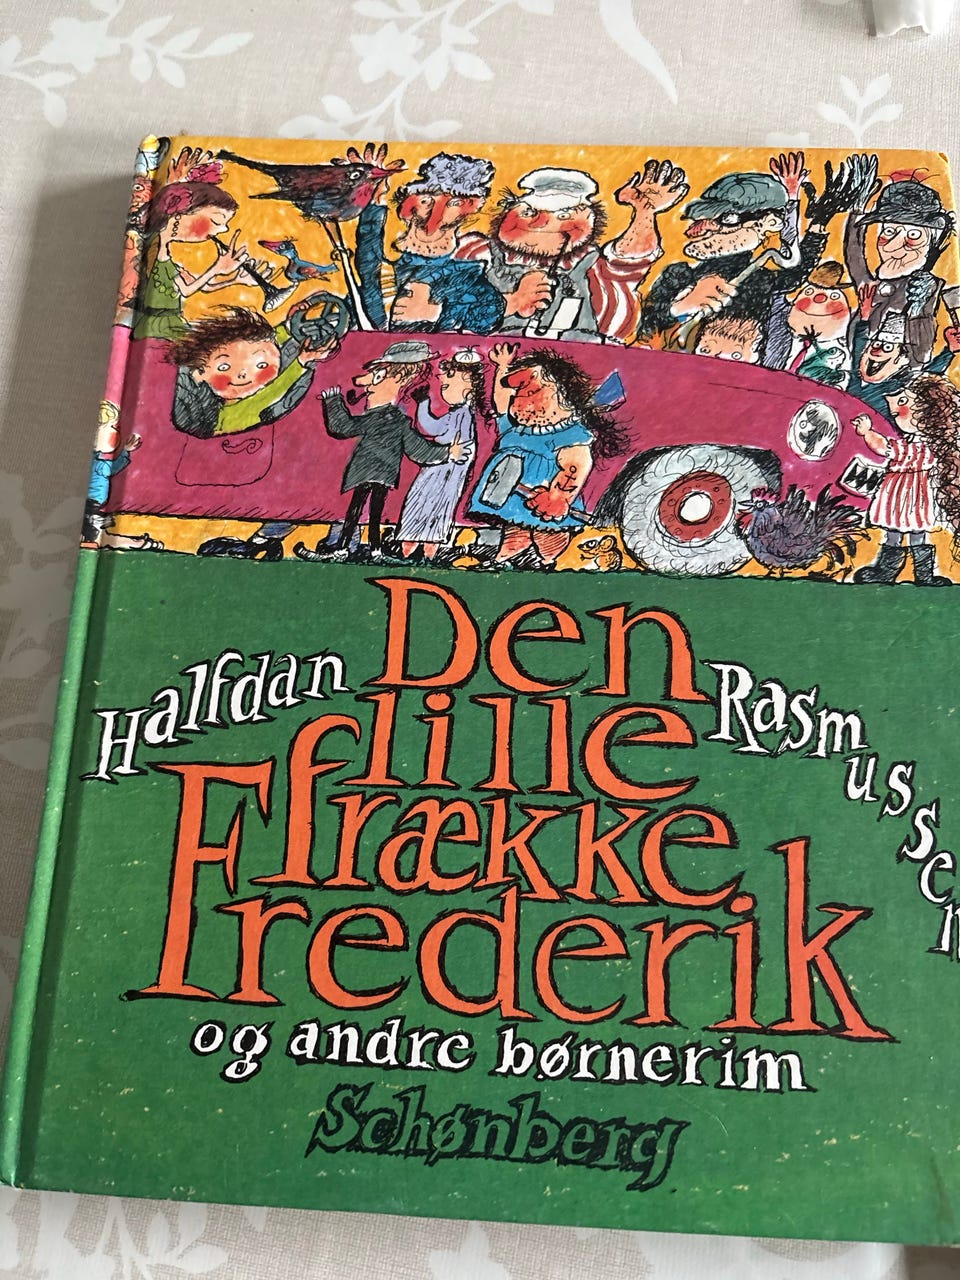 Halfdan Rasmussen
Den
lille
frække
Frederik
og andre børnerim
Schønberg